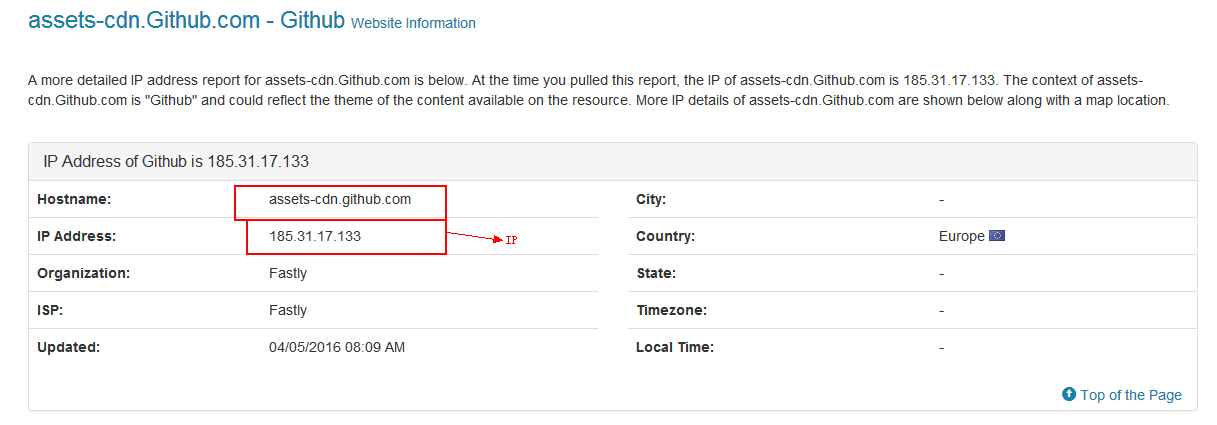 assets-cdn.Github.com - Github Website Information
A more detailed IP address report for assets-cdn.Github.com is below. At the time you pulled this report, the IP of assets-cdn.Github.com is 185.31.17.133. The context of assets-
cdn.Github.com is "Github" and could reflect the theme of the content available on the resource. More IP details of assets-cdn.Github.com are shown below along with a map location.
IP Address of Github is 185.31.17.133
Hostname: assets-cdn.github.com City: -
IP Address: 185.31.17.133 IP Country: Europe
Organization: Fastly State: -
ISP: Fastly Timezone: -
Updated: 04/05/2016 08:09 AM Local Time: -
Top of the Page